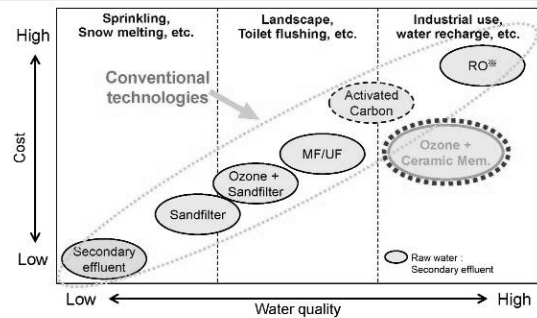 Sprinkling,
Snow melting, etc.
Landscape,
Toilet flushing, etc.
Industrial use,
water recharge, etc.
High
Cost
Low
Conventional
technologies
RO※
Activated
Carbon
Ozone +
Ceramic Mem.
MF/UF
Ozone +
Sandfilter
Sandfilter
Secondary
effluent
Raw water :
Secondary effluent
Low
Water quality
High